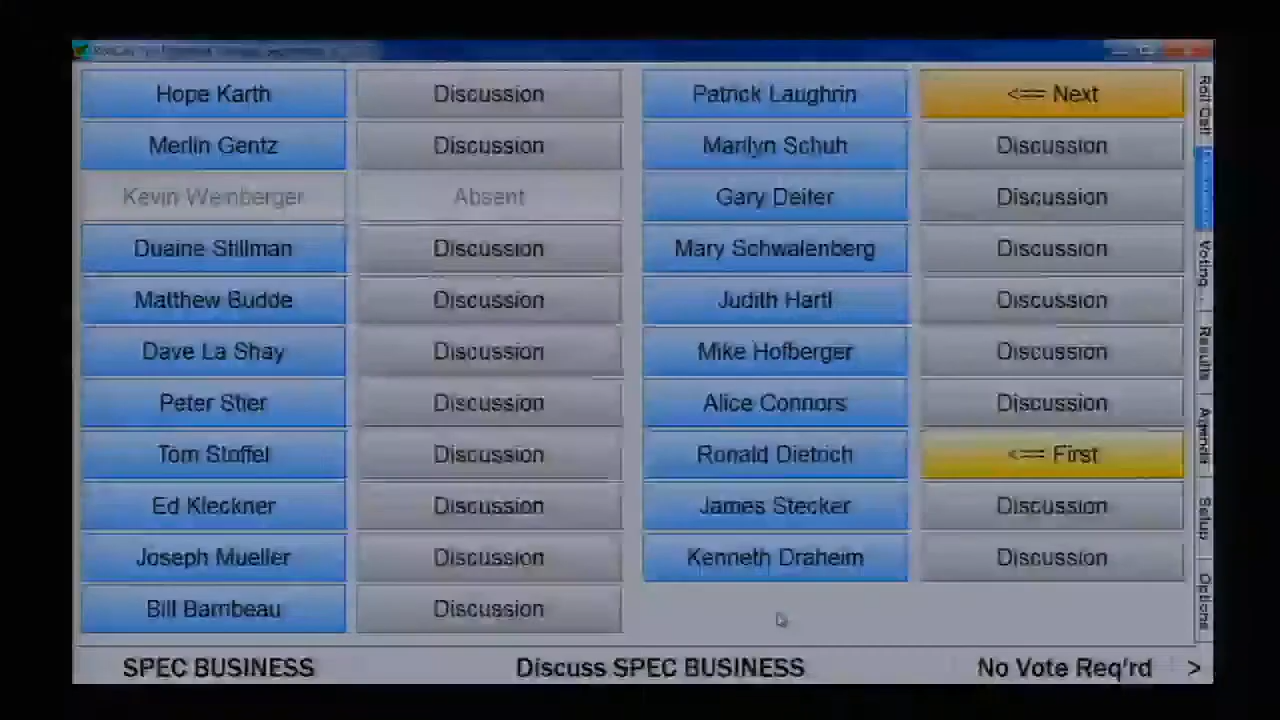 Hope Karth Discussion Patrick Laughrin <== Next
Merlin Gentz Discussion Marilyn Schuh Discussion
Kevin Weinberger Absent Gary Deiter Discussion
Duaine Stillman Discussion Mary Schwalenberg Discussion
Matthew Budde Discussion Judith Hartl Discussion
Dave La Shay Discussion Mike Hofberger Discussion
Peter Stier Discussion Alice Connors Discussion
Tom Stoffel Discussion Ronald Dietrich <== First
Ed Kleckner Discussion James Stecker Discussion
Joseph Mueller Discussion Kenneth Draheim Discussion
Bill Barribeau Discussion
SPEC BUSINESS Discuss SPEC BUSINESS No Vote Req'rd >
Roll Call
Voting
Results
Setup
Options